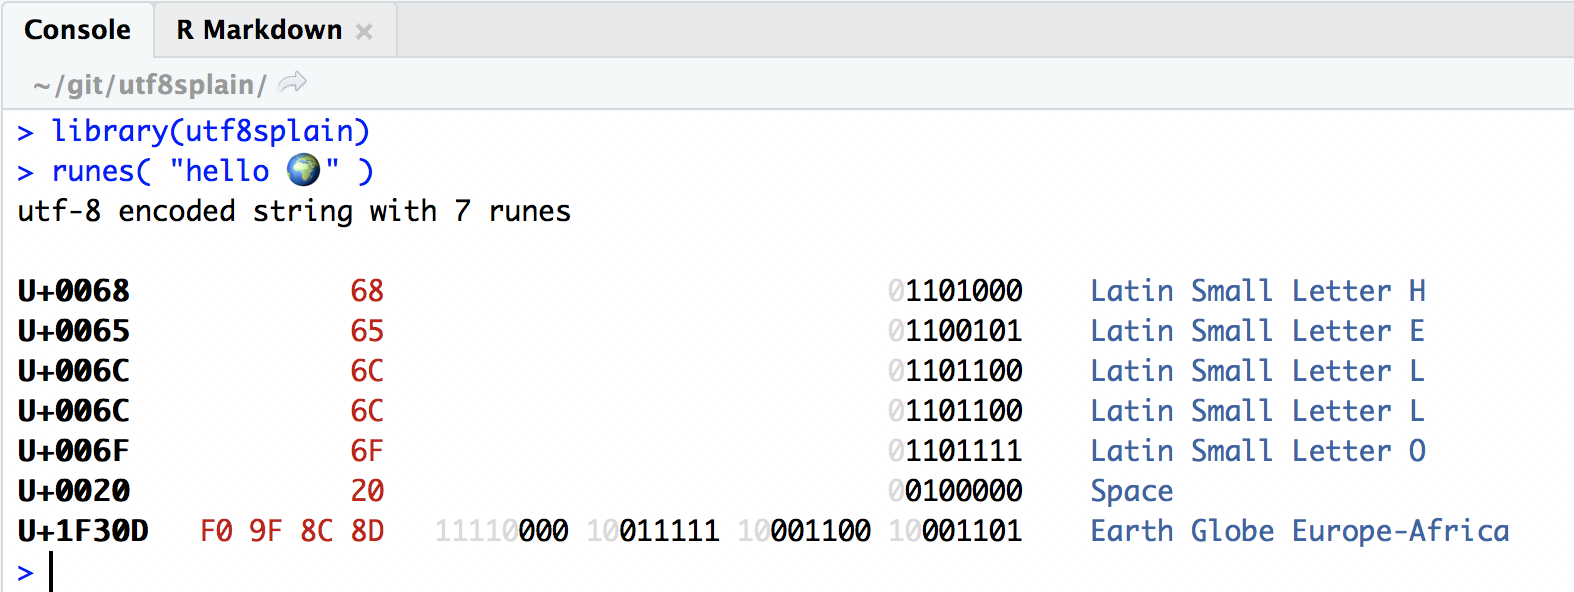 Console R Markdown ×
~/git/utf8splain/
> library(utf8splain)
> runes( "hello 🌍" )
utf-8 encoded string with 7 runes
U+0068 68 01101000 Latin Small Letter H
U+0065 65 01100101 Latin Small Letter E
U+006C 6C 01101100 Latin Small Letter L
U+006C 6C 01101100 Latin Small Letter L
U+006F 6F 01101111 Latin Small Letter O
U+0020 20 00100000 Space
U+1F30D F0 9F 8C 8D 11110000 10011111 10001100 10001101 Earth Globe Europe-Africa
>